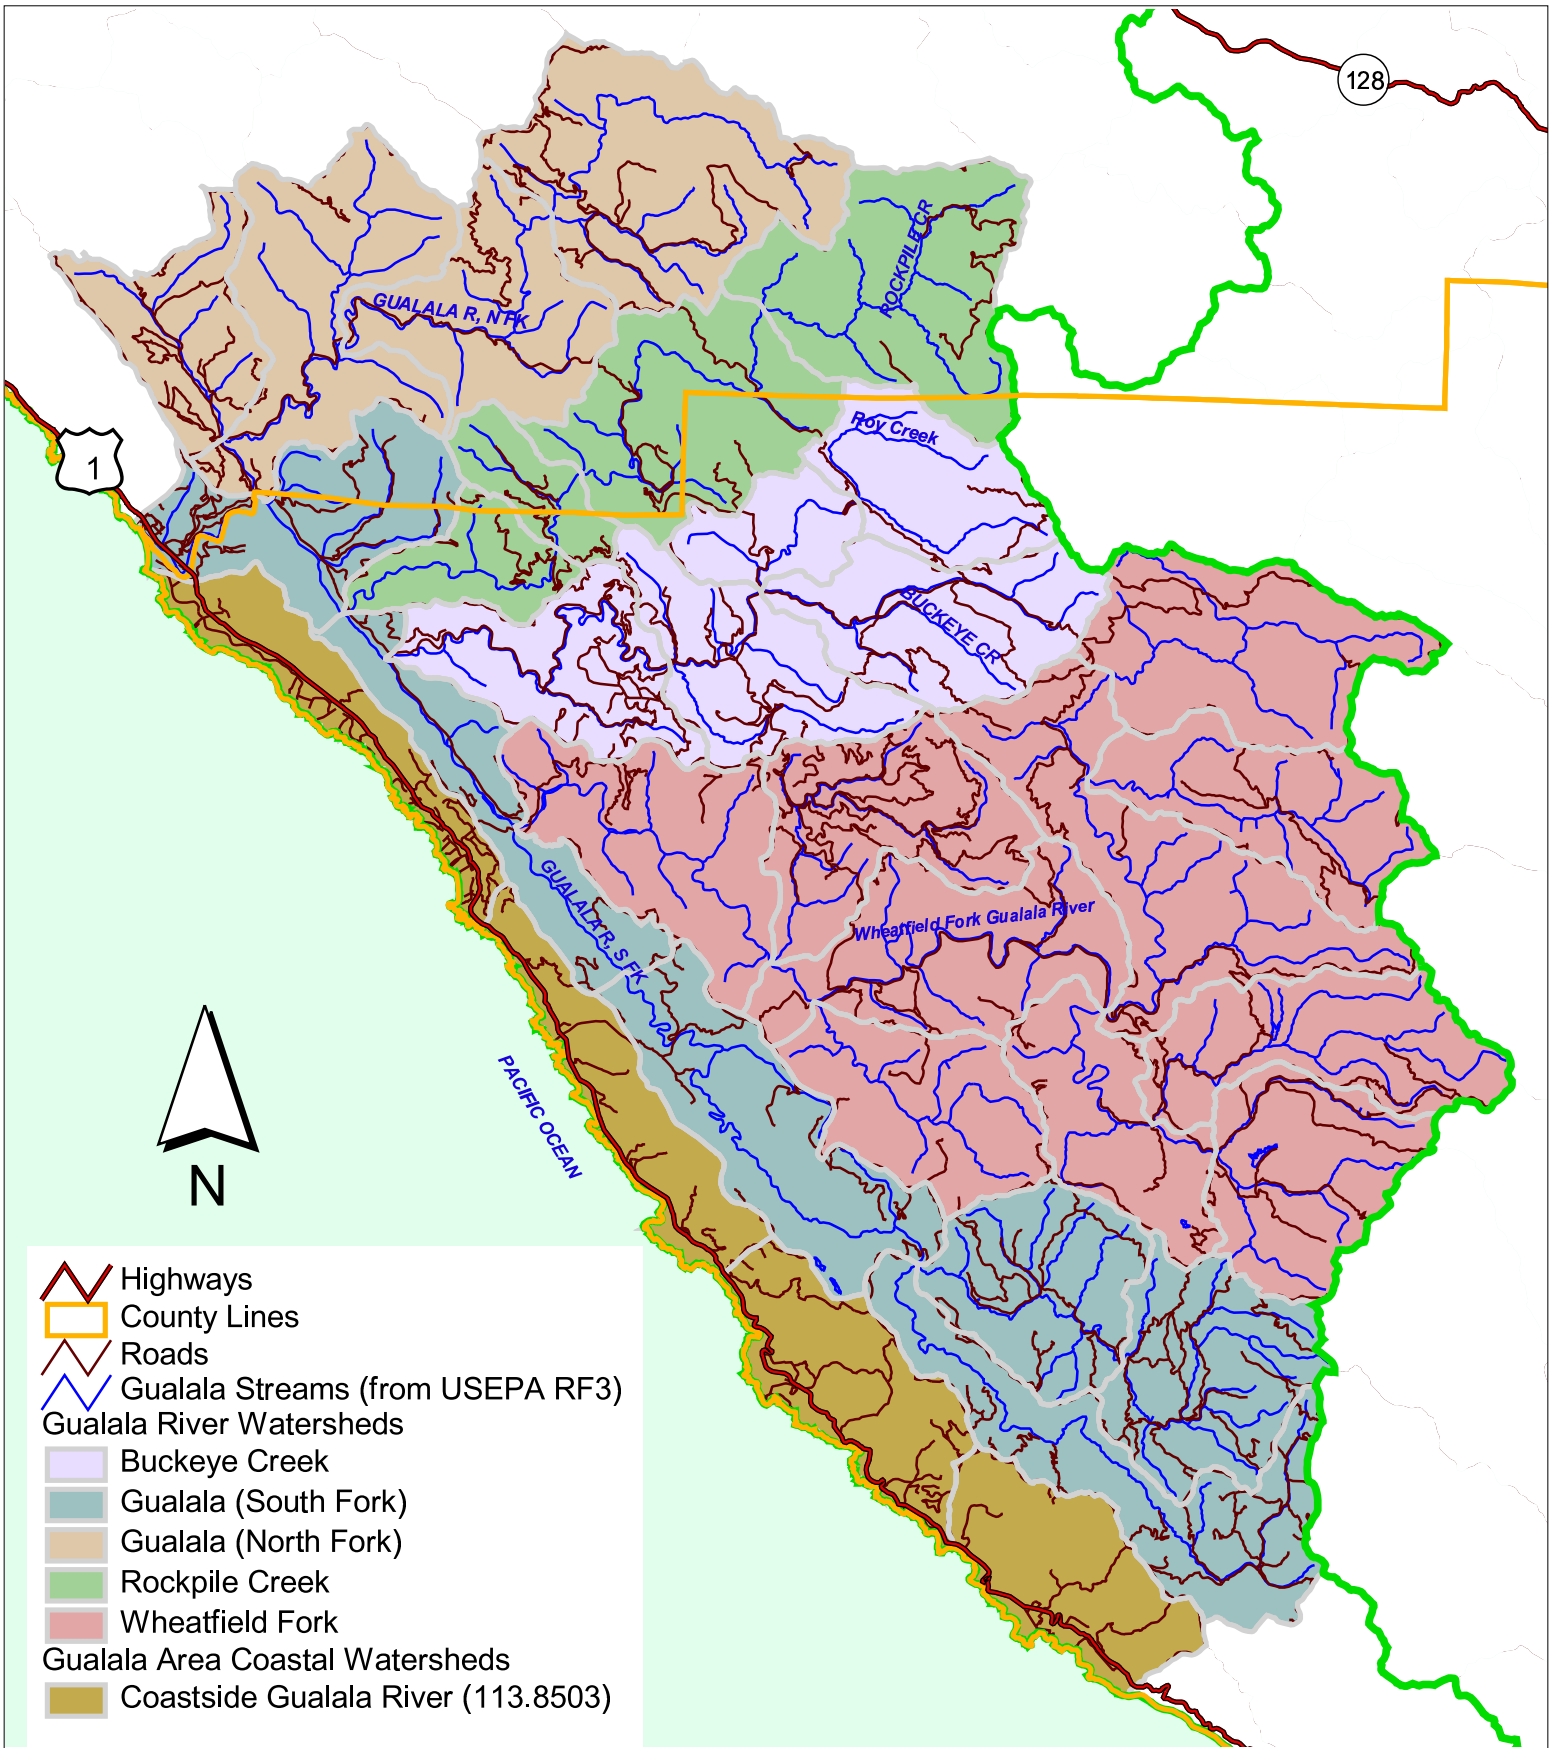 128
ROCKPILE CR
GUALALA R, N FK
Roy Creek
1
BUCKEYE CR
GUALALA R, S FK
Wheatfield Fork Gualala River
PACIFIC OCEAN
N
Highways
County Lines
Roads
Gualala Streams (from USEPA RF3)
Gualala River Watersheds
Buckeye Creek
Gualala (South Fork)
Gualala (North Fork)
Rockpile Creek
Wheatfield Fork
Gualala Area Coastal Watersheds
Coastside Gualala River (113.8503)